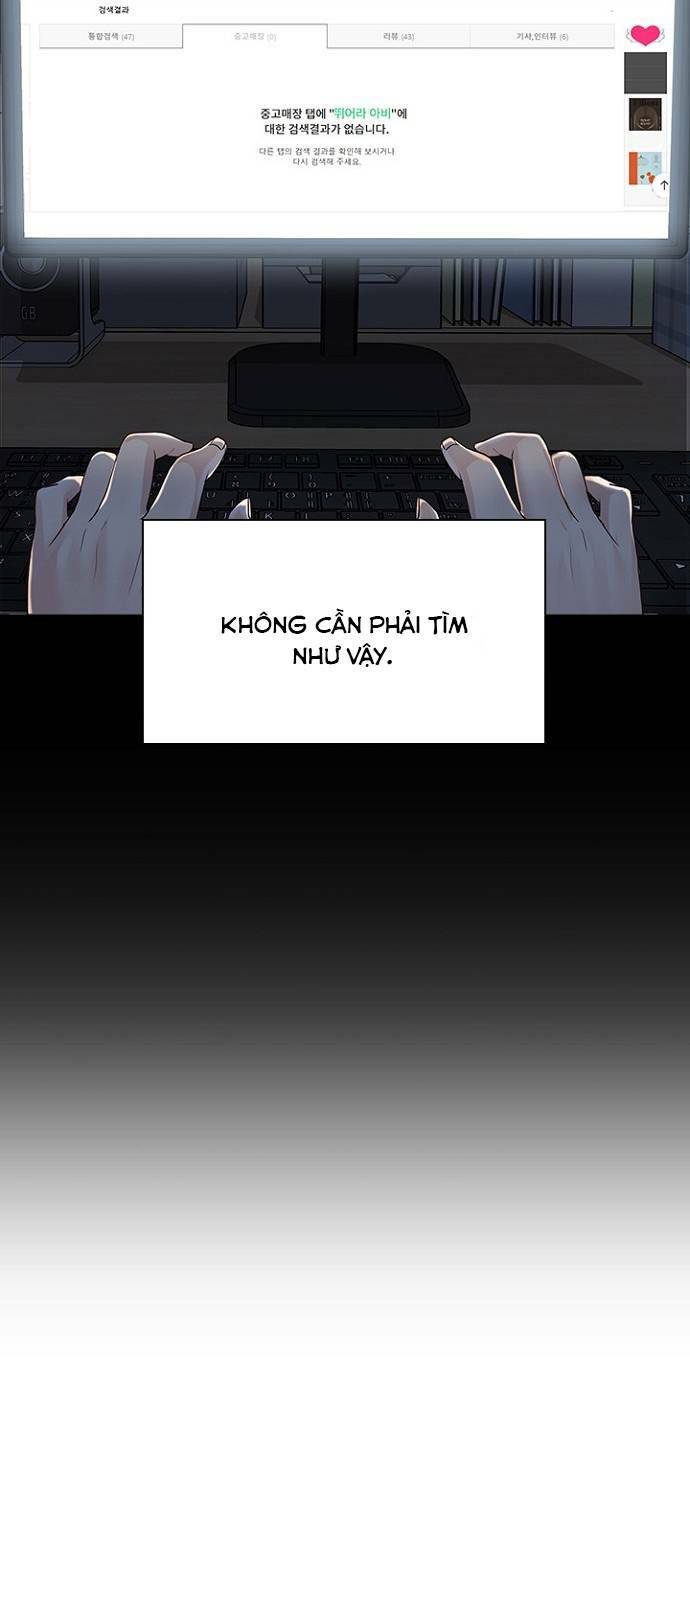 검색결과
통합검색 (47) 중고매장 (0) 리뷰 (43) 기사,인터뷰 (6)
중고매장 탭에 "뛰어라 아비"에
대한 검색결과가 없습니다.
다른 탭의 검색 결과를 확인해 보시거나
다시 검색해 주세요.
GB
KHÔNG CẦN PHẢI TÌM
NHƯ VẬY.